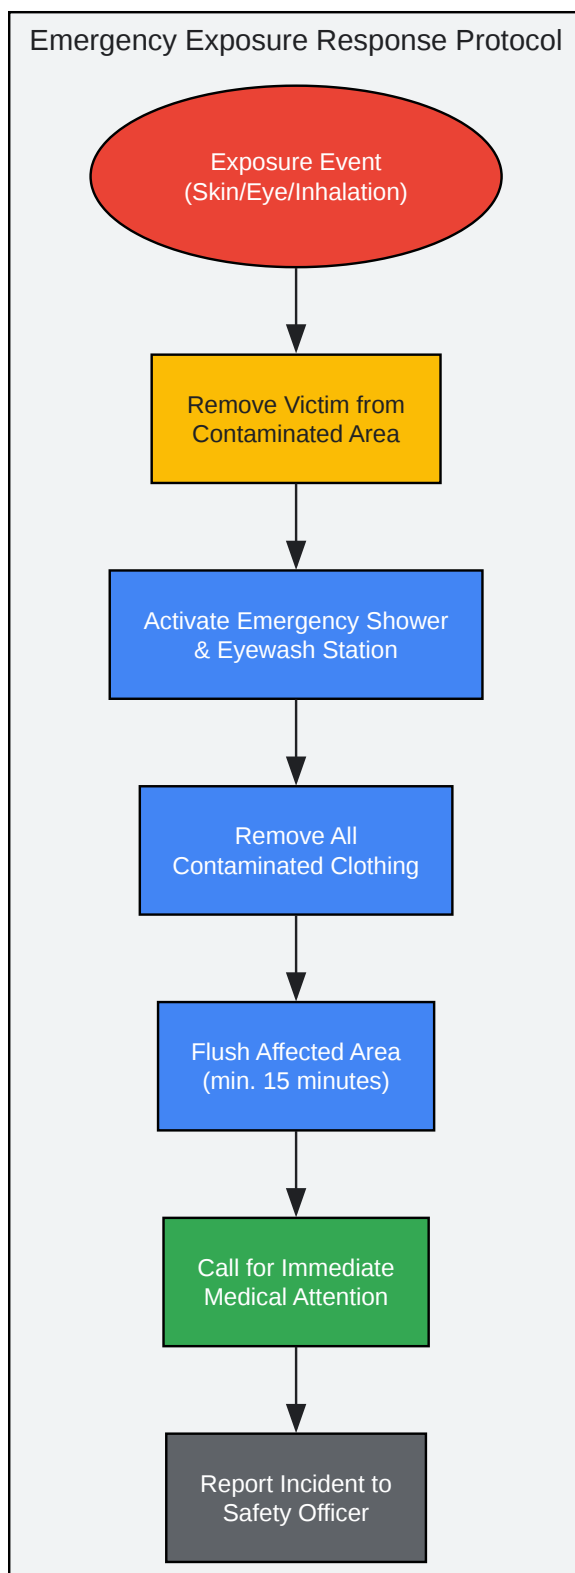 Emergency Exposure Response Protocol
Exposure Event
(Skin/Eye/Inhalation)
Remove Victim from
Contaminated Area
Activate Emergency Shower
& Eyewash Station
Remove All
Contaminated Clothing
Flush Affected Area
(min. 15 minutes)
Call for Immediate
Medical Attention
Report Incident to
Safety Officer